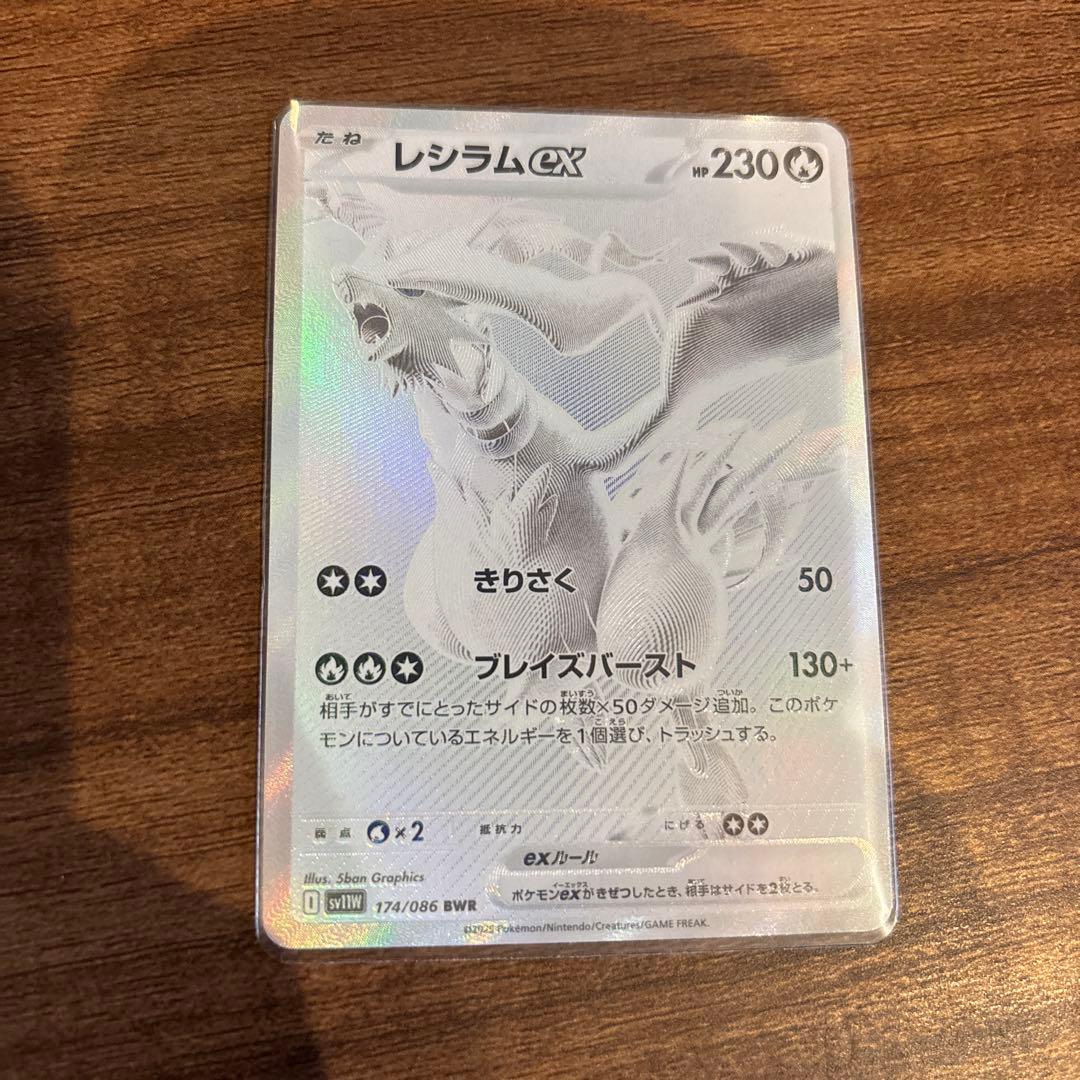 たね レシラムex HP 230
きりさく 50
ブレイズバースト 130+
相手がすでにとったサイドの枚数×50ダメージ追加。このポケ
モンについているエネルギーを1個選び、トラッシュする。
弱点 ×2 抵抗力 にげる
exルール
ポケモンexがきぜつしたとき、相手はサイドを2枚とる。
Illus. 5ban Graphics
I sv11W 174/086 BWR
©2025 Pokémon/Nintendo/Creatures/GAME FREAK.